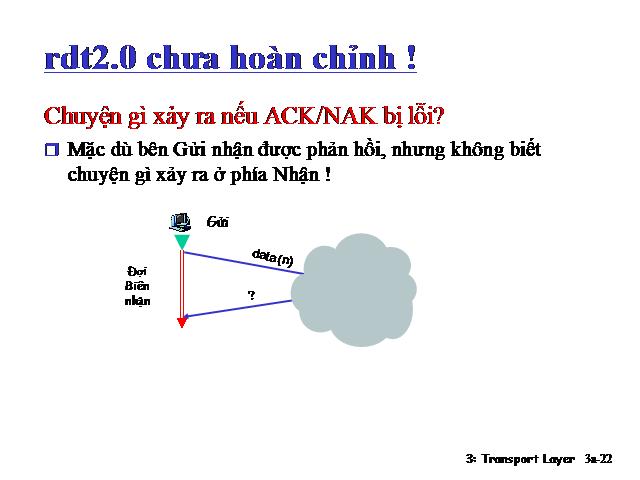 rdt2.0 chưa hoàn chỉnh !
Chuyện gì xảy ra nếu ACK/NAK bị lỗi?
Mặc dù bên Gửi nhận được phản hồi, nhưng không biết
chuyện gì xảy ra ở phía Nhận !
Gửi
data(n)
Đợi
Biên
nhận
?
3: Transport Layer 3a-22